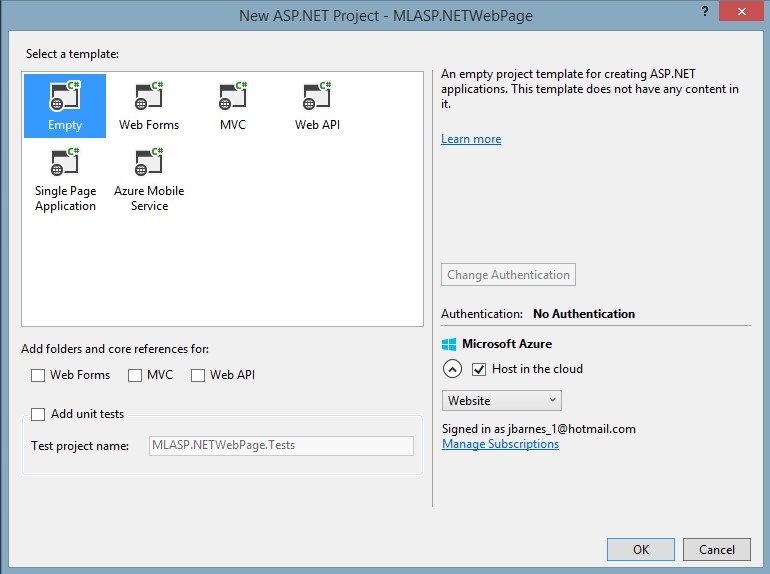 New ASP.NET Project - MLASP.NETWebPage
?
Select a template:
C#
Empty
C#
Web Forms
C#
MVC
C#
Web API
C#
Single Page
Application
C#
Azure Mobile
Service
An empty project template for creating ASP.NET
applications. This template does not have any content in
it.
Learn more
Change Authentication
Authentication: No Authentication
Microsoft Azure
Host in the cloud
Website
Signed in as jbarnes_1@hotmail.com
Manage Subscriptions
Add folders and core references for:
Web Forms MVC Web API
Add unit tests
Test project name: MLASP.NETWebPage.Tests
OK Cancel